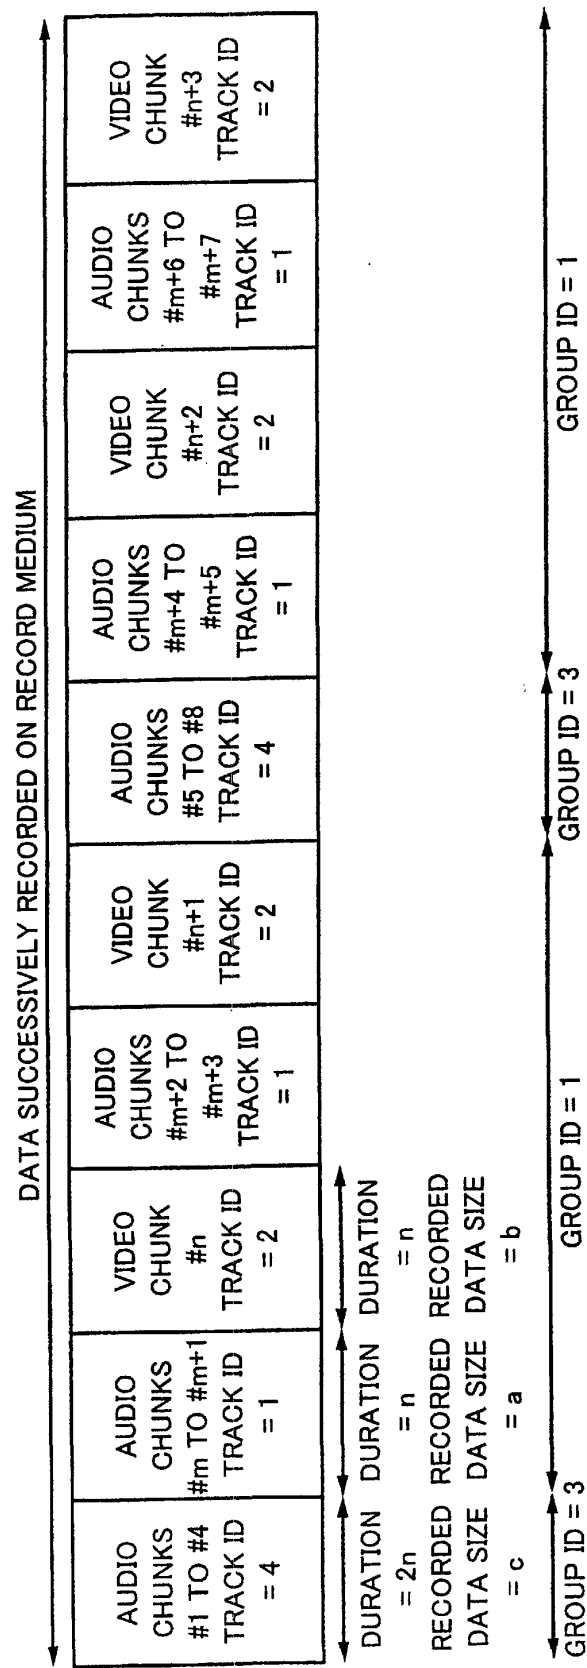 DATA SUCCESSIVELY RECORDED ON RECORD MEDIUM
AUDIO
CHUNKS
#1 TO #4
TRACK ID
= 4
AUDIO
CHUNKS
#m TO #m+1
TRACK ID
= 1
VIDEO
CHUNK
#n
TRACK ID
= 2
AUDIO
CHUNKS
#m+2 TO
#m+3
TRACK ID
= 1
VIDEO
CHUNK
#n+1
TRACK ID
= 2
AUDIO
CHUNKS
#5 TO #8
TRACK ID
= 4
AUDIO
CHUNKS
#m+4 TO
#m+5
TRACK ID
= 1
VIDEO
CHUNK
#n+2
TRACK ID
= 2
AUDIO
CHUNKS
#m+6 TO
#m+7
TRACK ID
= 1
VIDEO
CHUNK
#n+3
TRACK ID
= 2
DURATION
= 2n
RECORDED
DATA SIZE
= c
DURATION
= n
RECORDED
DATA SIZE
= a
DURATION
= n
RECORDED
DATA SIZE
= b
GROUP ID = 3
GROUP ID = 1
GROUP ID = 3
GROUP ID = 1